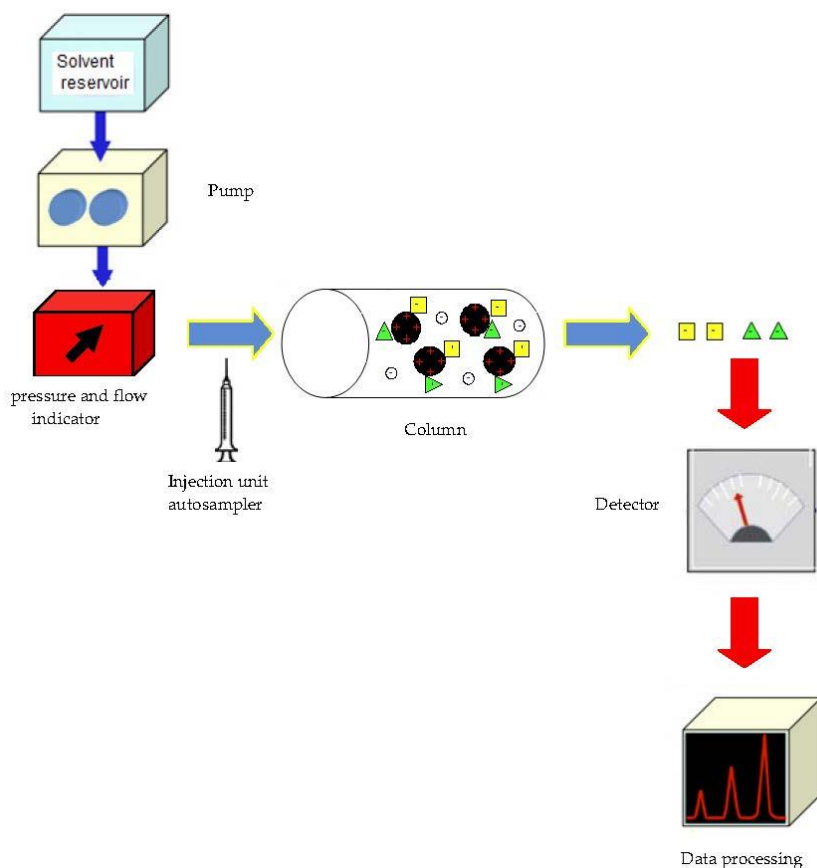 Solvent
reservoir
Pump
pressure and flow
indicator
Injection unit
autosampler
Column
Detector
Data processing